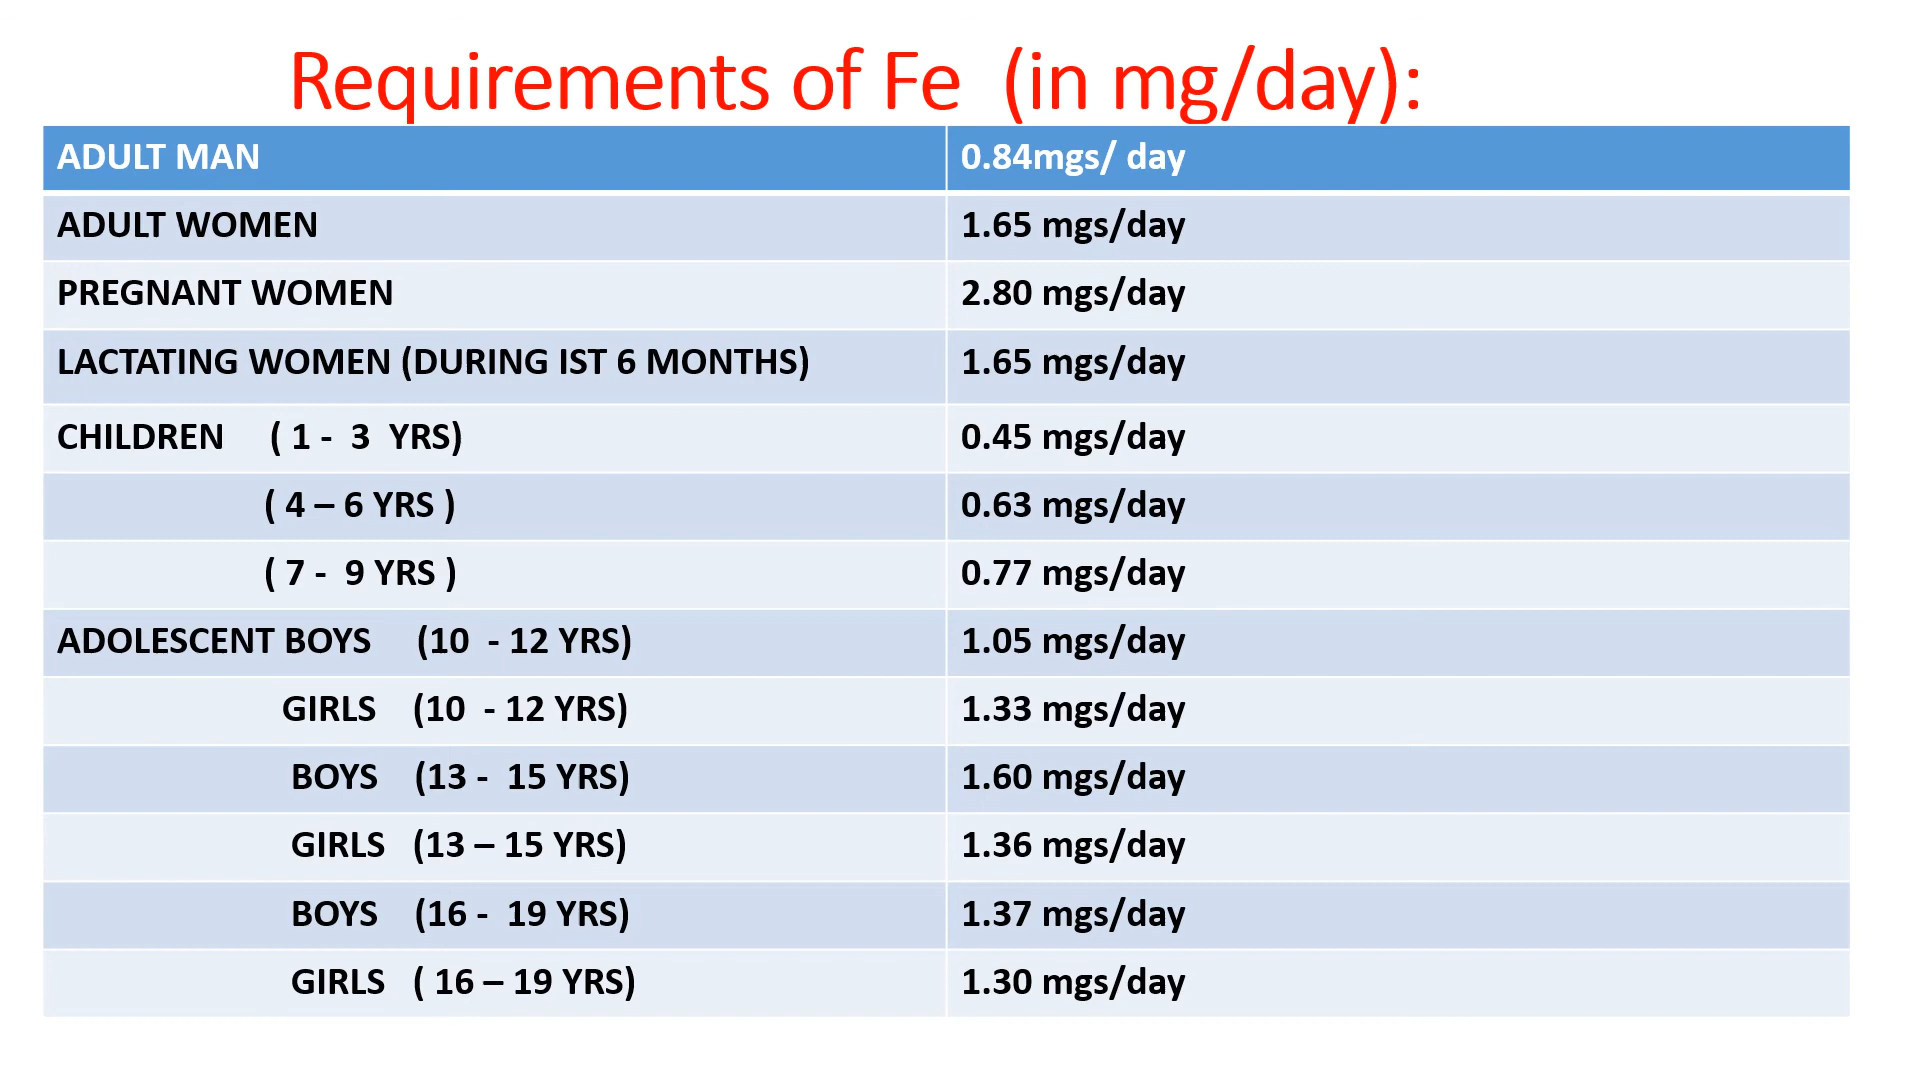 Requirements of Fe (in mg/day):
ADULT MAN 0.84mgs/ day
ADULT WOMEN 1.65 mgs/day
PREGNANT WOMEN 2.80 mgs/day
LACTATING WOMEN (DURING IST 6 MONTHS) 1.65 mgs/day
CHILDREN ( 1 - 3 YRS) 0.45 mgs/day
( 4 – 6 YRS ) 0.63 mgs/day
( 7 - 9 YRS ) 0.77 mgs/day
ADOLESCENT BOYS (10 - 12 YRS) 1.05 mgs/day
GIRLS (10 - 12 YRS) 1.33 mgs/day
BOYS (13 - 15 YRS) 1.60 mgs/day
GIRLS (13 – 15 YRS) 1.36 mgs/day
BOYS (16 - 19 YRS) 1.37 mgs/day
GIRLS ( 16 – 19 YRS) 1.30 mgs/day